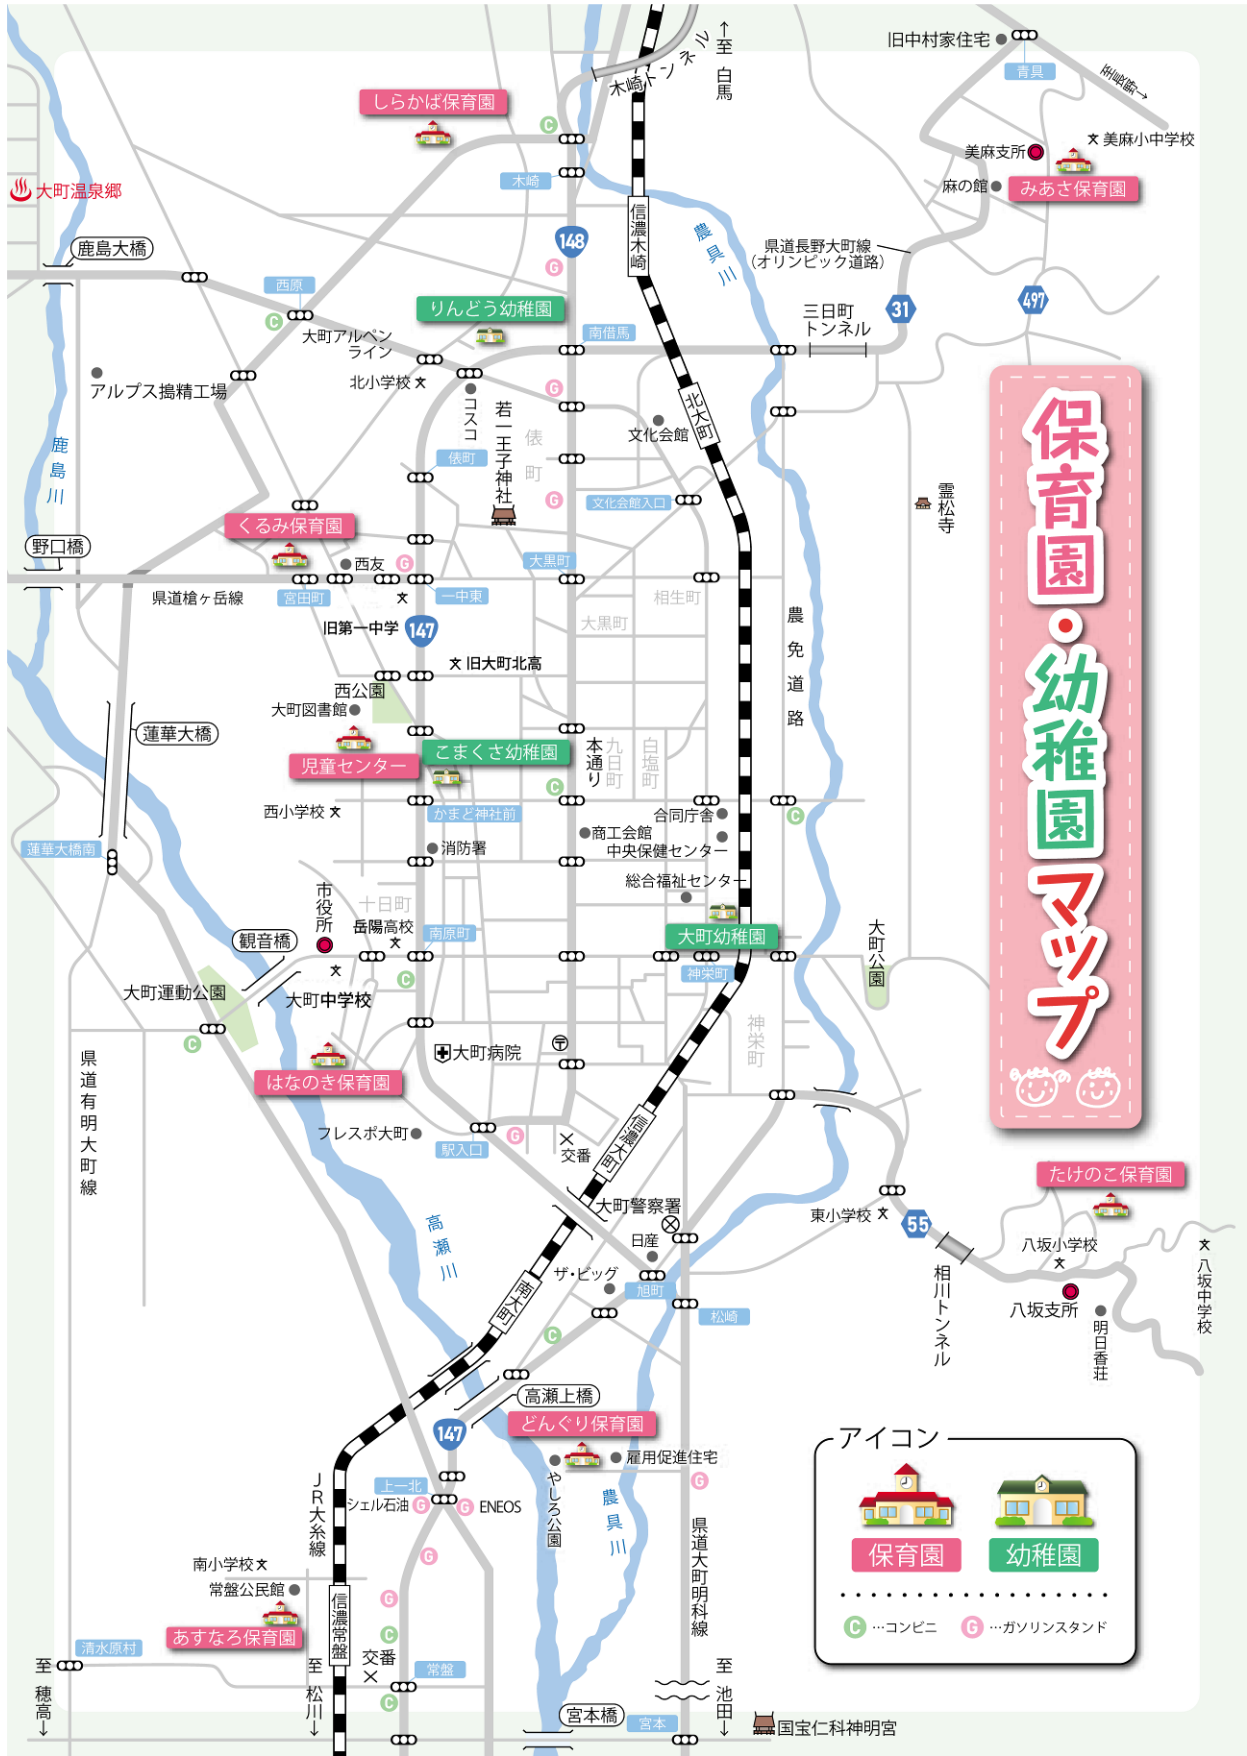 旧中村家住宅
青具
至長野→
←至 白馬
木崎トンネル
しらかば保育園
C
美麻小中学校
美麻支所
麻の館
みあさ保育園
木崎
大町温泉郷
信濃木崎
農具川
148
鹿島大橋
G
県道長野大町線
(オリンピック道路)
西原
C
りんどう幼稚園
三日町
トンネル
31
497
南借馬
大町アルペン
ライン
北小学校
アルプス搗精工場
コスコ
若一王子神社
G
俵町
北大町
文化会館
鹿島川
俵町
G
文化会館入口
霊松寺
くるみ保育園
野口橋
西友
G
大黒町
県道槍ヶ岳線
宮田町
一中東
相生町
大黒町
農免道路
旧第一中学
147
旧大町北高
西公園
大町図書館
蓮華大橋
児童センター
こまくさ幼稚園
本通り
九日町
白塩町
C
西小学校
かまど神社前
合同庁舎
C
商工会館
中央保健センター
消防署
蓮華大橋南
総合福祉センター
市役所
十日町
岳陽高校
南原町
大町幼稚園
大町公園
観音橋
神栄町
C
大町運動公園
大町中学校
神栄町
C
県道有明大町線
大町病院
はなのき保育園
フレスポ大町
駅入口
G
交番
信濃大町
保育園・幼稚園マップ
たけのこ保育園
大町警察署
東小学校
55
日産
高瀬川
ザ・ビッグ
旭町
松崎
南大町
C
相川トンネル
八坂小学校
八坂支所
明日香荘
八坂中学校
高瀬上橋
どんぐり保育園
147
雇用促進住宅
やしろ公園
G
農具川
上一北
シェル石油
G
G
ENEOS
G
JR大糸線
県道大町明科線
南小学校
常盤公民館
G
あすなろ保育園
信濃常盤
C
清水原村
交番
常盤
C
至 穂高→
至 松川→
至 池田→
宮本橋
宮本
国宝仁科神明宮
アイコン
保育園
幼稚園
C
…コンビニ
G
…ガソリンスタンド